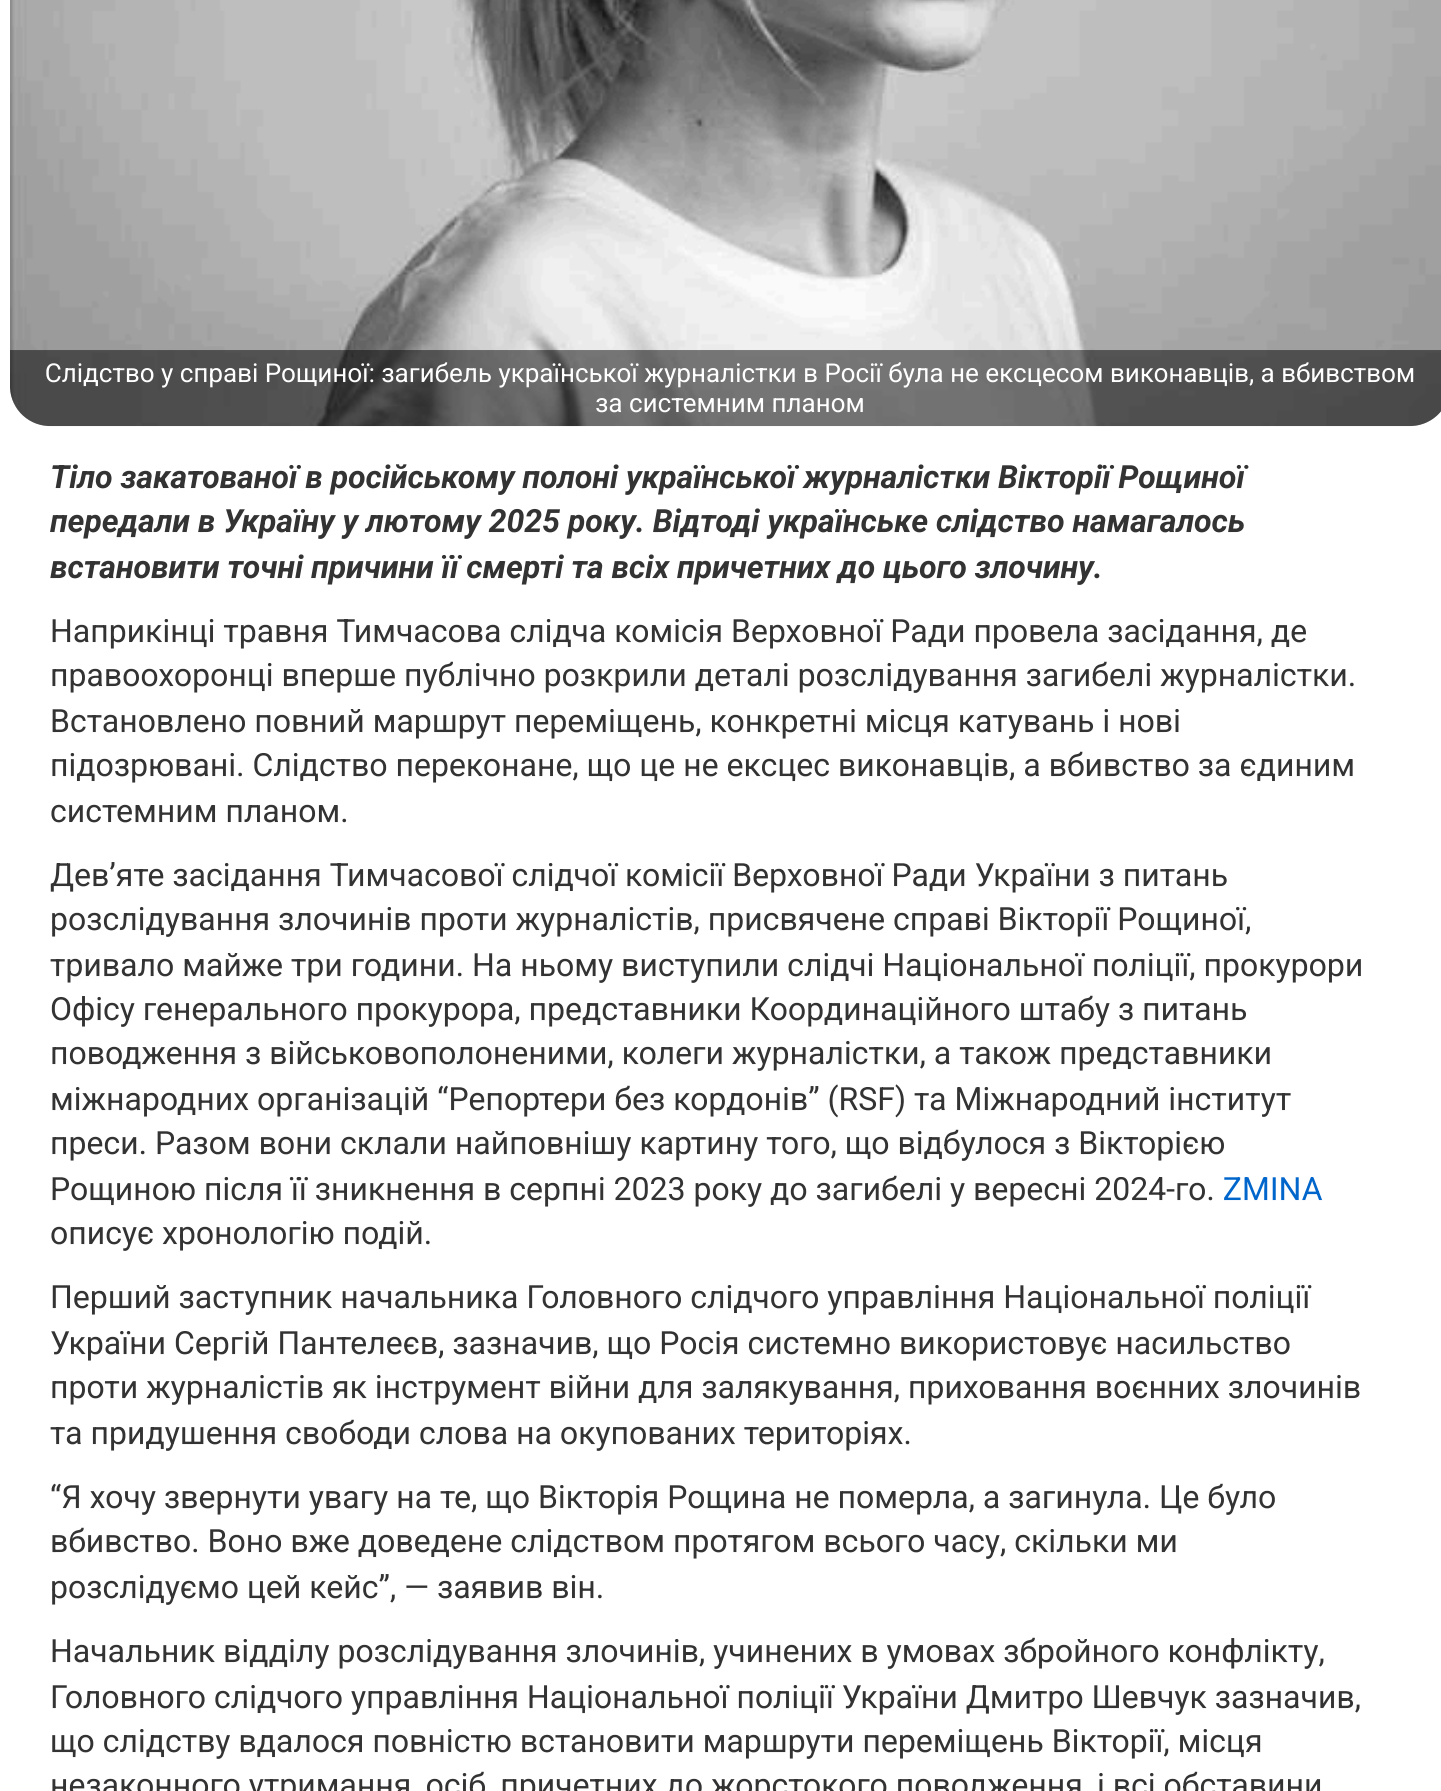 Слідство у справі Рощиної: загибель української журналістки в Росії була не ексцесом виконавців, а вбивством
за системним планом
Тіло закатованої в російському полоні української журналістки Вікторії Рощиної
передали в Україну у лютому 2025 року. Відтоді українське слідство намагалось
встановити точні причини її смерті та всіх причетних до цього злочину.
Наприкінці травня Тимчасова слідча комісія Верховної Ради провела засідання, де
правоохоронці вперше публічно розкрили деталі розслідування загибелі журналістки.
Встановлено повний маршрут переміщень, конкретні місця катувань і нові
підозрювані. Слідство переконане, що це не ексцес виконавців, а вбивство за єдиним
системним планом.
Дев’яте засідання Тимчасової слідчої комісії Верховної Ради України з питань
розслідування злочинів проти журналістів, присвячене справі Вікторії Рощиної,
тривало майже три години. На ньому виступили слідчі Національної поліції, прокурори
Офісу генерального прокурора, представники Координаційного штабу з питань
поводження з військовополоненими, колеги журналістки, а також представники
міжнародних організацій “Репортери без кордонів” (RSF) та Міжнародний інститут
преси. Разом вони склали найповнішу картину того, що відбулося з Вікторією
Рощиною після її зникнення в серпні 2023 року до загибелі у вересні 2024-го. ZMINA
описує хронологію подій.
Перший заступник начальника Головного слідчого управління Національної поліції
України Сергій Пантелеєв, зазначив, що Росія системно використовує насильство
проти журналістів як інструмент війни для залякування, приховання воєнних злочинів
та придушення свободи слова на окупованих територіях.
“Я хочу звернути увагу на те, що Вікторія Рощина не померла, а загинула. Це було
вбивство. Воно вже доведене слідством протягом всього часу, скільки ми
розслідуємо цей кейс”, — заявив він.
Начальник відділу розслідування злочинів, учинених в умовах збройного конфлікту,
Головного слідчого управління Національної поліції України Дмитро Шевчук зазначив,
що слідству вдалося повністю встановити маршрути переміщень Вікторії, місця
незаконного утримання, осіб, причетних до жорстокого поводження, і всі обставини